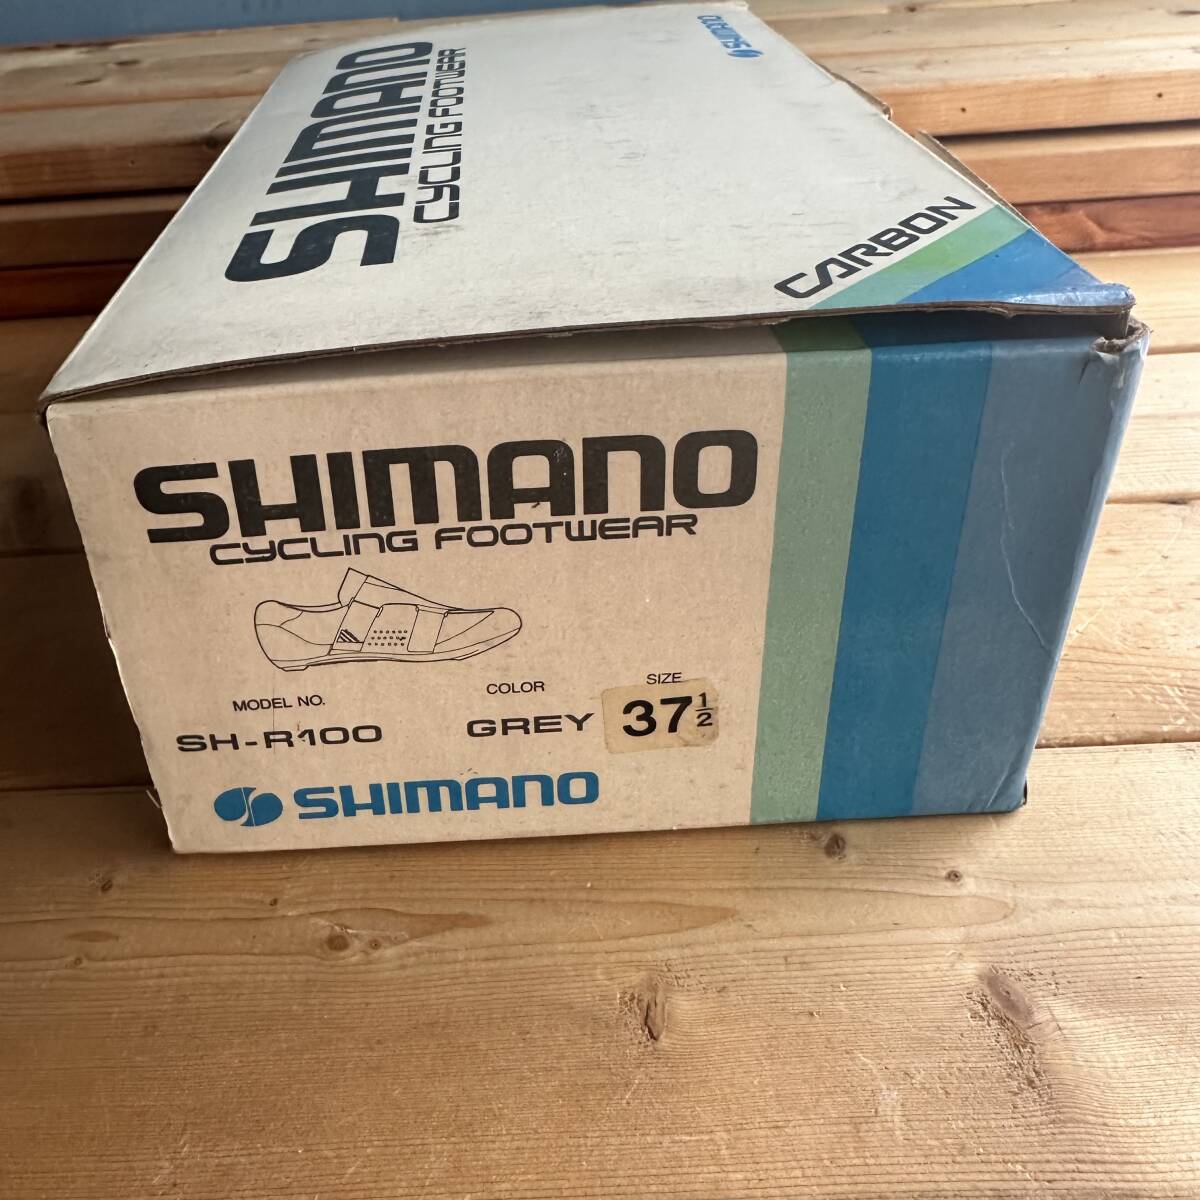 SHIMANO
CYCLING FOOTWEAR
SHIMANO
CARBON
SHIMANO
CYCLING FOOTWEAR
MODEL NO. COLOR SIZE
SH-R100 GREY 37 1/2
SHIMANO